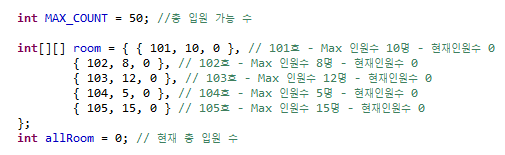 int MAX_COUNT = 50; //총 입원 가능 수
int[][] room = { { 101, 10, 0 }, // 101호 - Max 인원수 10명 - 현재인원수 0
{ 102, 8, 0 }, // 102호 - Max 인원수 8명 - 현재인원수 0
{ 103, 12, 0 }, // 103호 - Max 인원수 12명 - 현재인원수 0
{ 104, 5, 0 }, // 104호 - Max 인원수 5명 - 현재인원수 0
{ 105, 15, 0 } // 105호 - Max 인원수 15명 - 현재인원수 0
};
int allRoom = 0; // 현재 총 입원 수